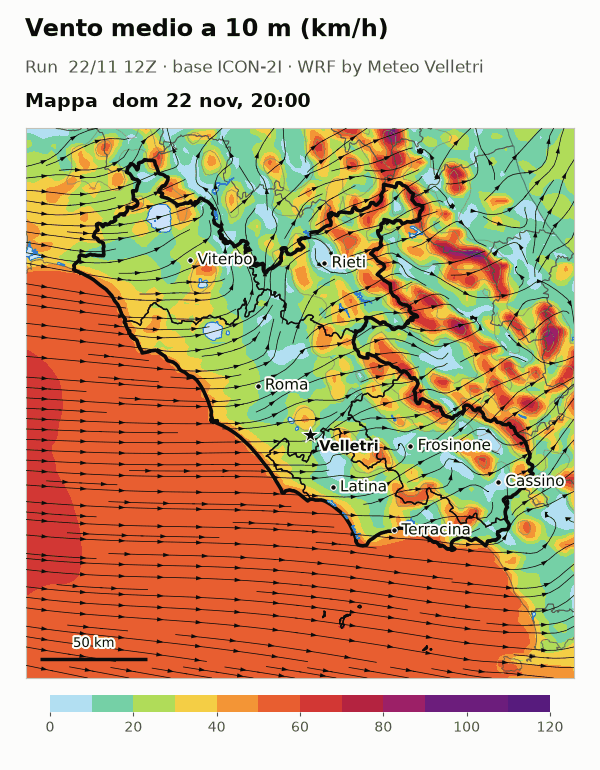 Vento medio a 10 m (km/h)
Run 22/11 12Z · base ICON-2I · WRF by Meteo Velletri
Mappa dom 22 nov, 20:00
Viterbo
Rieti
Roma
Velletri
Frosinone
Latina
Cassino
Terracina
50 km
0 20 40 60 80 100 120